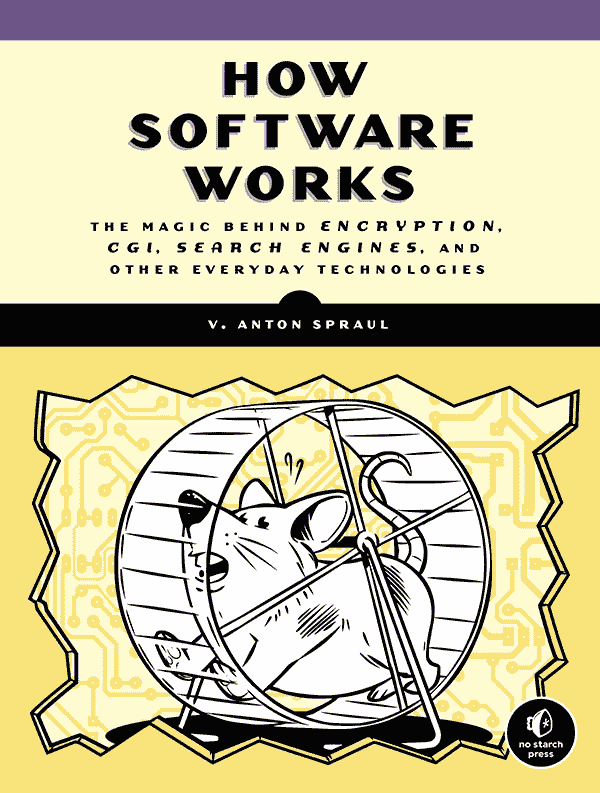 HOW
SOFTWARE
WORKS
THE MAGIC BEHIND ENCRYPTION,
CGI, SEARCH ENGINES, AND
OTHER EVERYDAY TECHNOLOGIES
V. ANTON SPRAUL
no starch
press